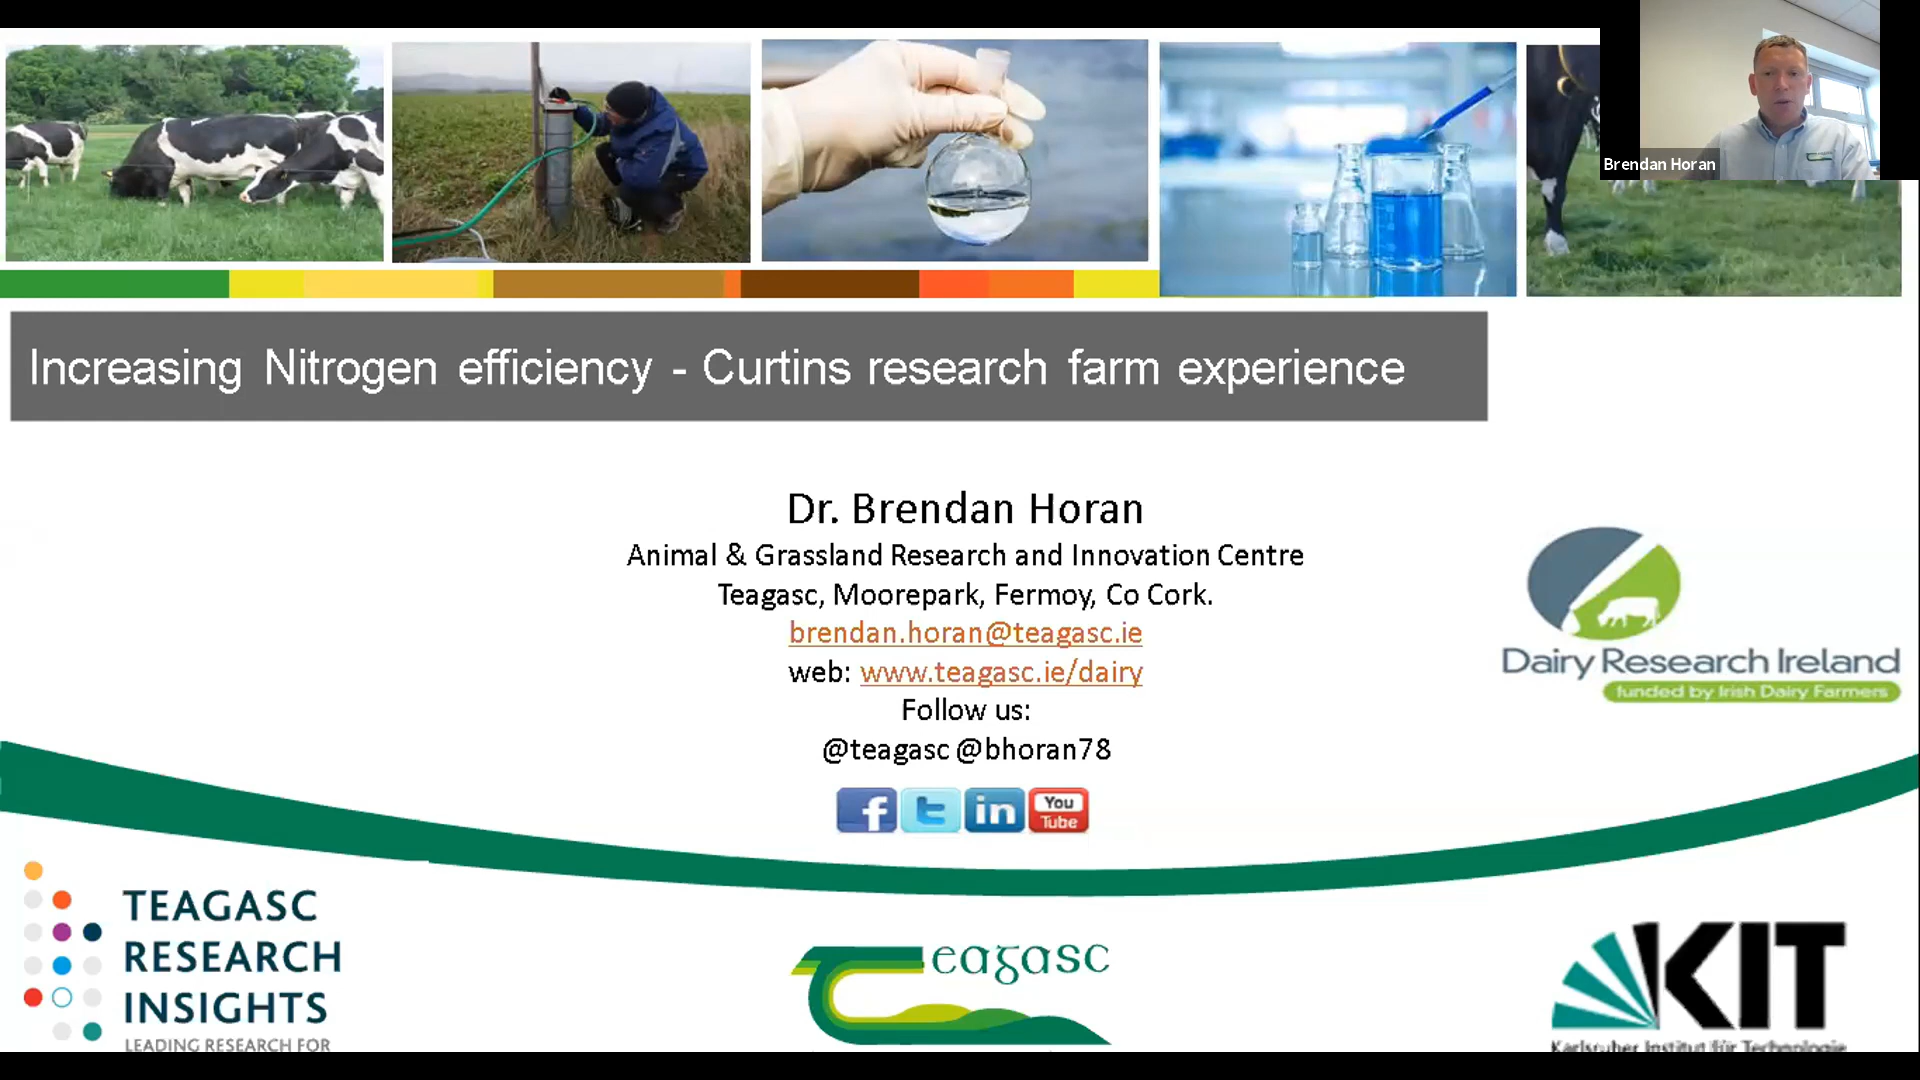 Brendan Horan
Increasing Nitrogen efficiency - Curtins research farm experience
Dr. Brendan Horan
Animal & Grassland Research and Innovation Centre
Teagasc, Moorepark, Fermoy, Co Cork.
brendan.horan@teagasc.ie
web: www.teagasc.ie/dairy
Follow us:
@teagasc @bhoran78
f t in You Tube
Dairy Research Ireland
funded by Irish Dairy Farmers
TEAGASC
RESEARCH
INSIGHTS
LEADING RESEARCH FOR
Teagasc
KIT
Karlsruher Institut für Technologie